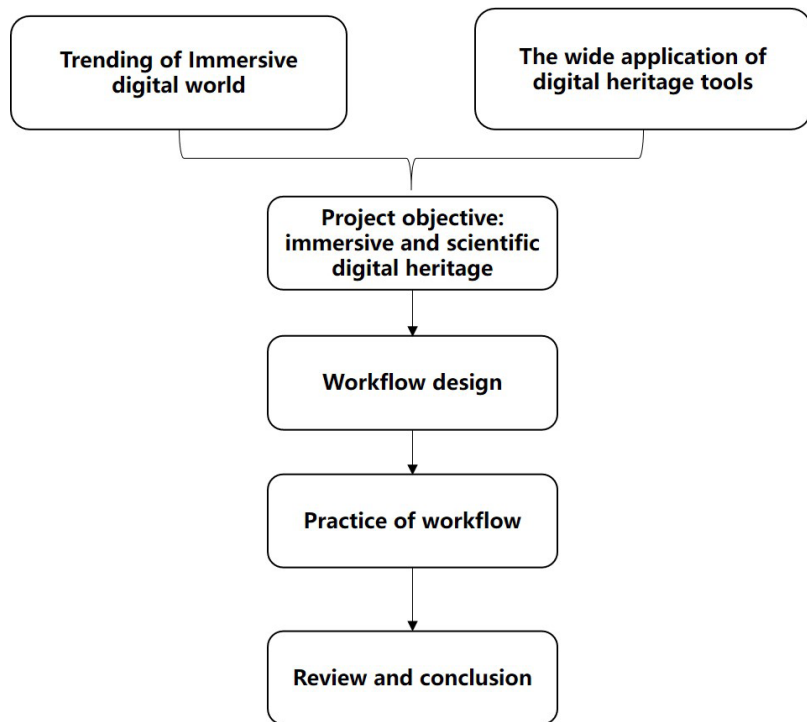 Trending of Immersive
digital world
The wide application of
digital heritage tools
Project objective:
immersive and scientific
digital heritage
Workflow design
Practice of workflow
Review and conclusion